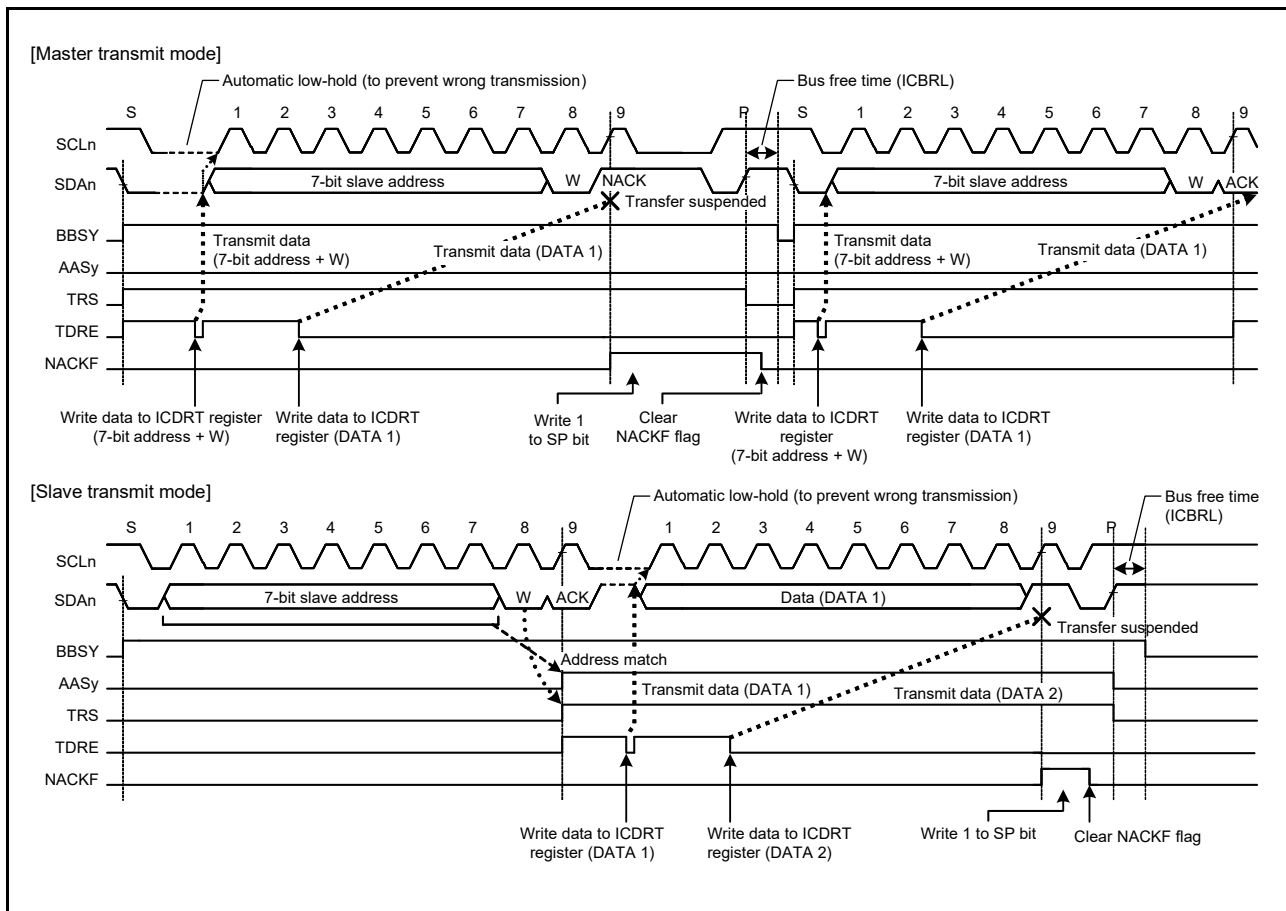 [Master transmit mode]
Automatic low-hold (to prevent wrong transmission)
Bus free time (ICBRL)
S 1 2 3 4 5 6 7 8 9 P S 1 2 3 4 5 6 7 8 9
SCLn
SDAn 7-bit slave address W NACK 7-bit slave address W ACK
Transfer suspended
BBSY
Transmit data
(7-bit address + W)
Transmit data (DATA 1)
Transmit data
(7-bit address + W)
Transmit data (DATA 1)
AASy
TRS
TDRE
NACKF
Write data to ICDRT register
(7-bit address + W)
Write data to ICDRT
register (DATA 1)
Write 1
to SP bit
Clear
NACKF flag
Write data to ICDRT
register
(7-bit address + W)
Write data to ICDRT
register (DATA 1)
[Slave transmit mode]
Automatic low-hold (to prevent wrong transmission)
Bus free time
(ICBRL)
S 1 2 3 4 5 6 7 8 9 1 2 3 4 5 6 7 8 9 P
SCLn
SDAn 7-bit slave address W ACK Data (DATA 1)
Transfer suspended
BBSY
Address match
AASy
Transmit data (DATA 1)
Transmit data (DATA 2)
TRS
TDRE
NACKF
Write data to ICDRT
register (DATA 1)
Write data to ICDRT
register (DATA 2)
Write 1 to SP bit
Clear NACKF flag